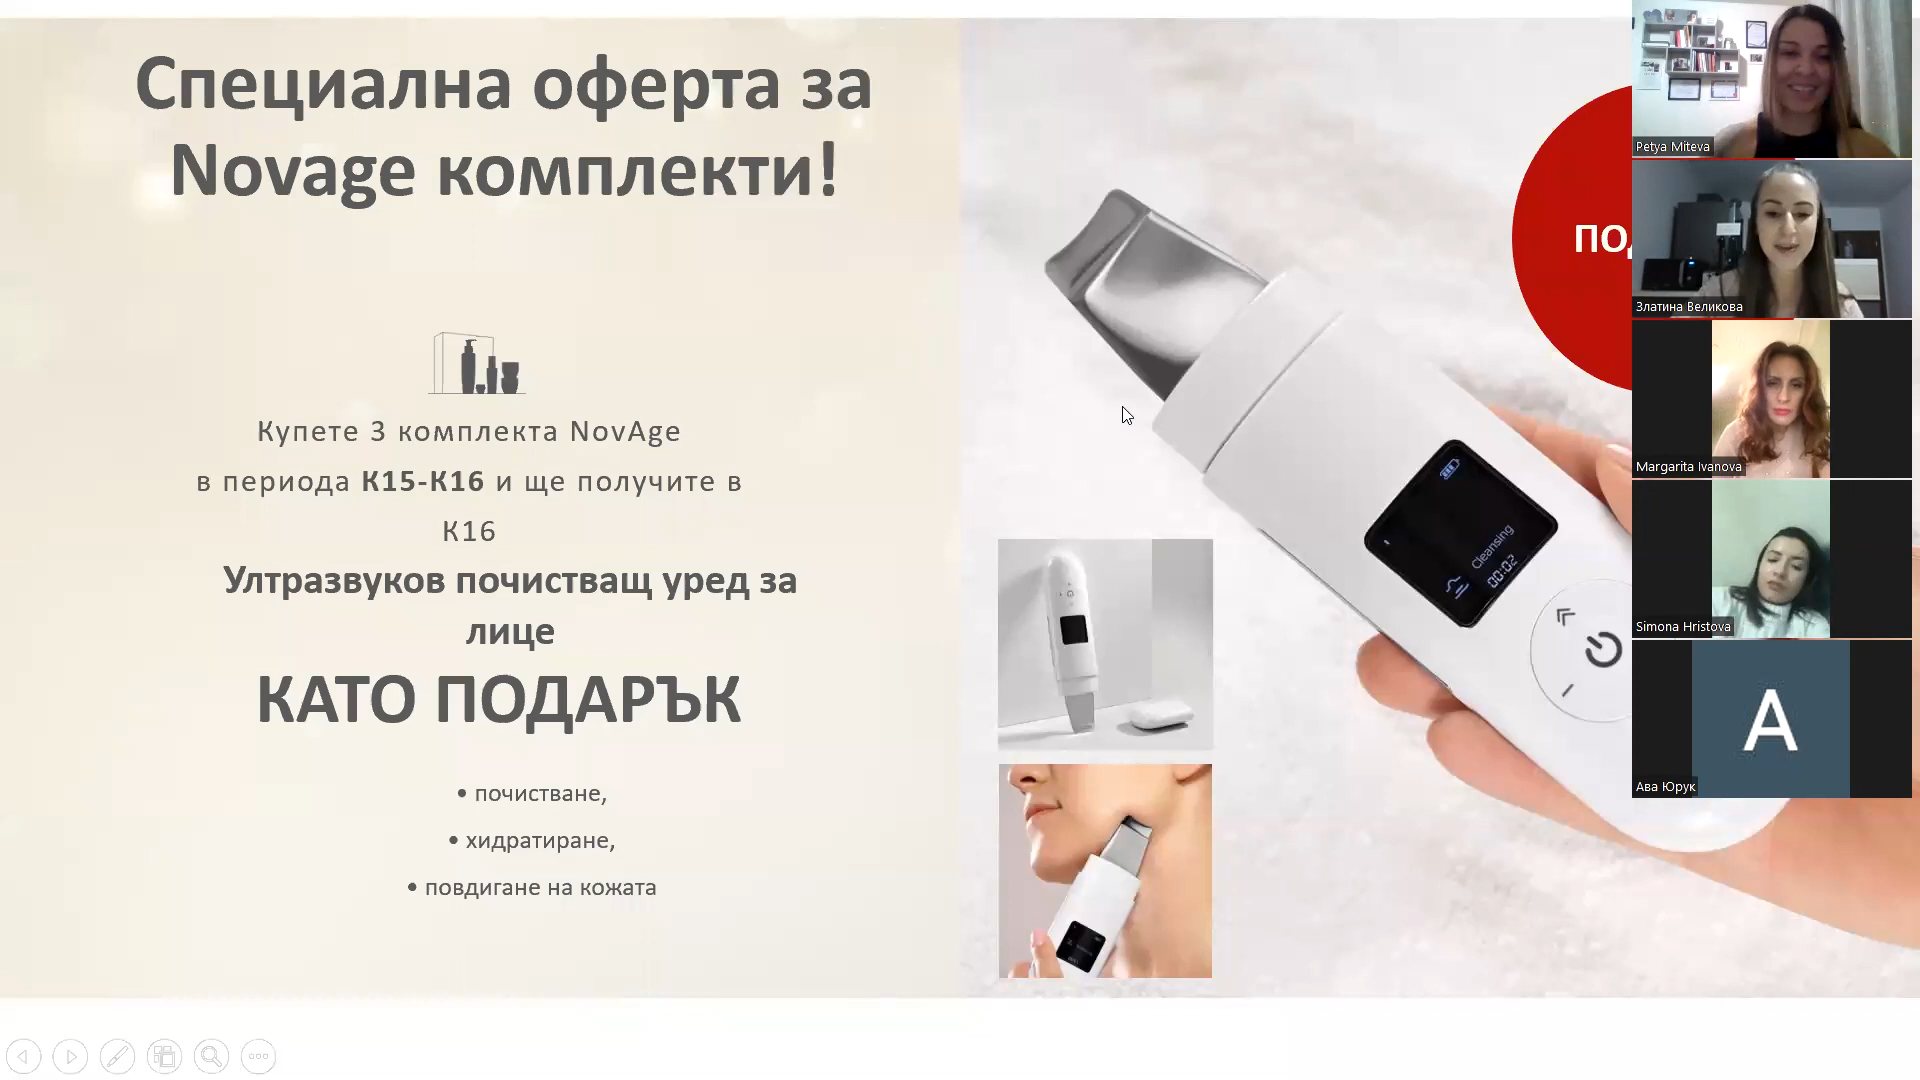 Специална оферта за
Novage комплекти!
Купете 3 комплекта NovAge
в периода К15-К16 и ще получите в
К16
Ултразвуков почистващ уред за
лице
КАТО ПОДАРЪК
• почистване,
• хидратиране,
• повдигане на кожата
Cleansing
00:02
Petya Miteva
Златина Великова
Margarita Ivanova
Simona Hristova
А
Ава Юрук